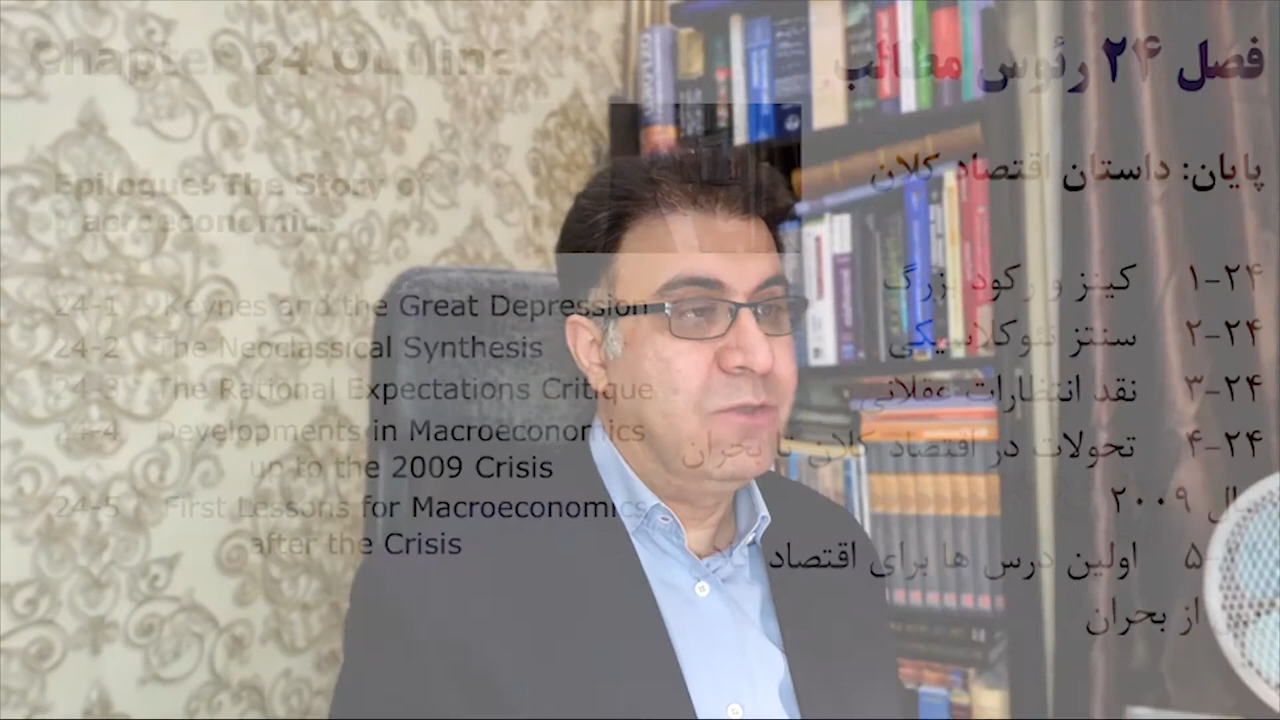 Chapter 24 Outline
Epilogue: The Story of
Macroeconomics
24-1 Keynes and the Great Depression
24-2 The Neoclassical Synthesis
24-3 The Rational Expectations Critique
24-4 Developments in Macroeconomics
up to the 2009 Crisis
24-5 First Lessons for Macroeconomics
after the Crisis
فصل ۲۴ رئوس مطالب
پایان: داستان اقتصاد کلان
۲۴-۱ کینز و رکود بزرگ
۲۴-۲ سنتز نئوکلاسیکی
۲۴-۳ نقد انتظارات عقلانی
۲۴-۴ تحولات در اقتصاد کلان تا بحران
سال ۲۰۰۹
۵ اولین درس ها برای اقتصاد
از بحران